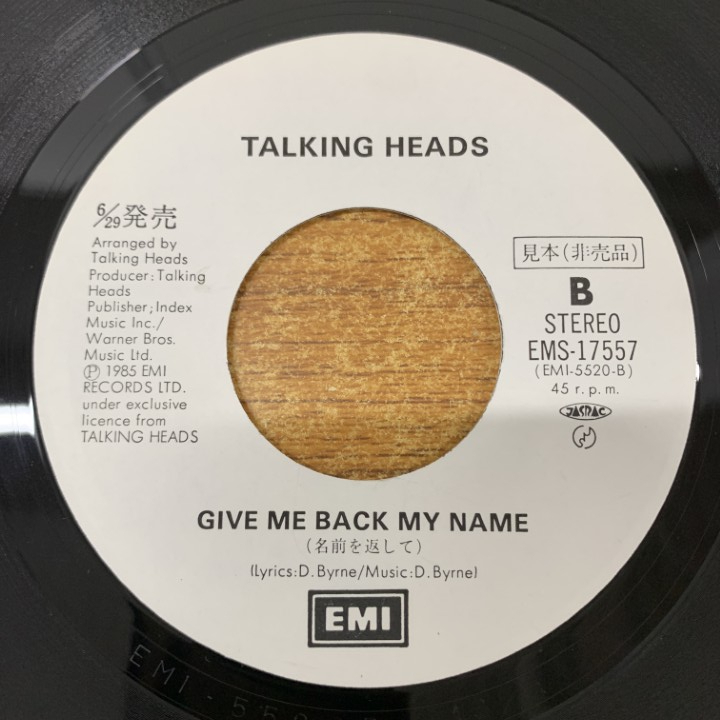 TALKING HEADS
6/29発売
Arranged by
Talking Heads
Producer: Talking
Heads
Publisher; Index
Music Inc./
Warner Bros.
Music Ltd.
Ⓟ 1985 EMI
RECORDS LTD.
under exclusive
licence from
TALKING HEADS
見本(非売品)
B
STEREO
EMS-17557
(EMI-5520-B)
45 r.p.m.
JASRAC
GIVE ME BACK MY NAME
(名前を返して)
(Lyrics:D.Byrne/Music:D.Byrne)
EMI
EMI-55